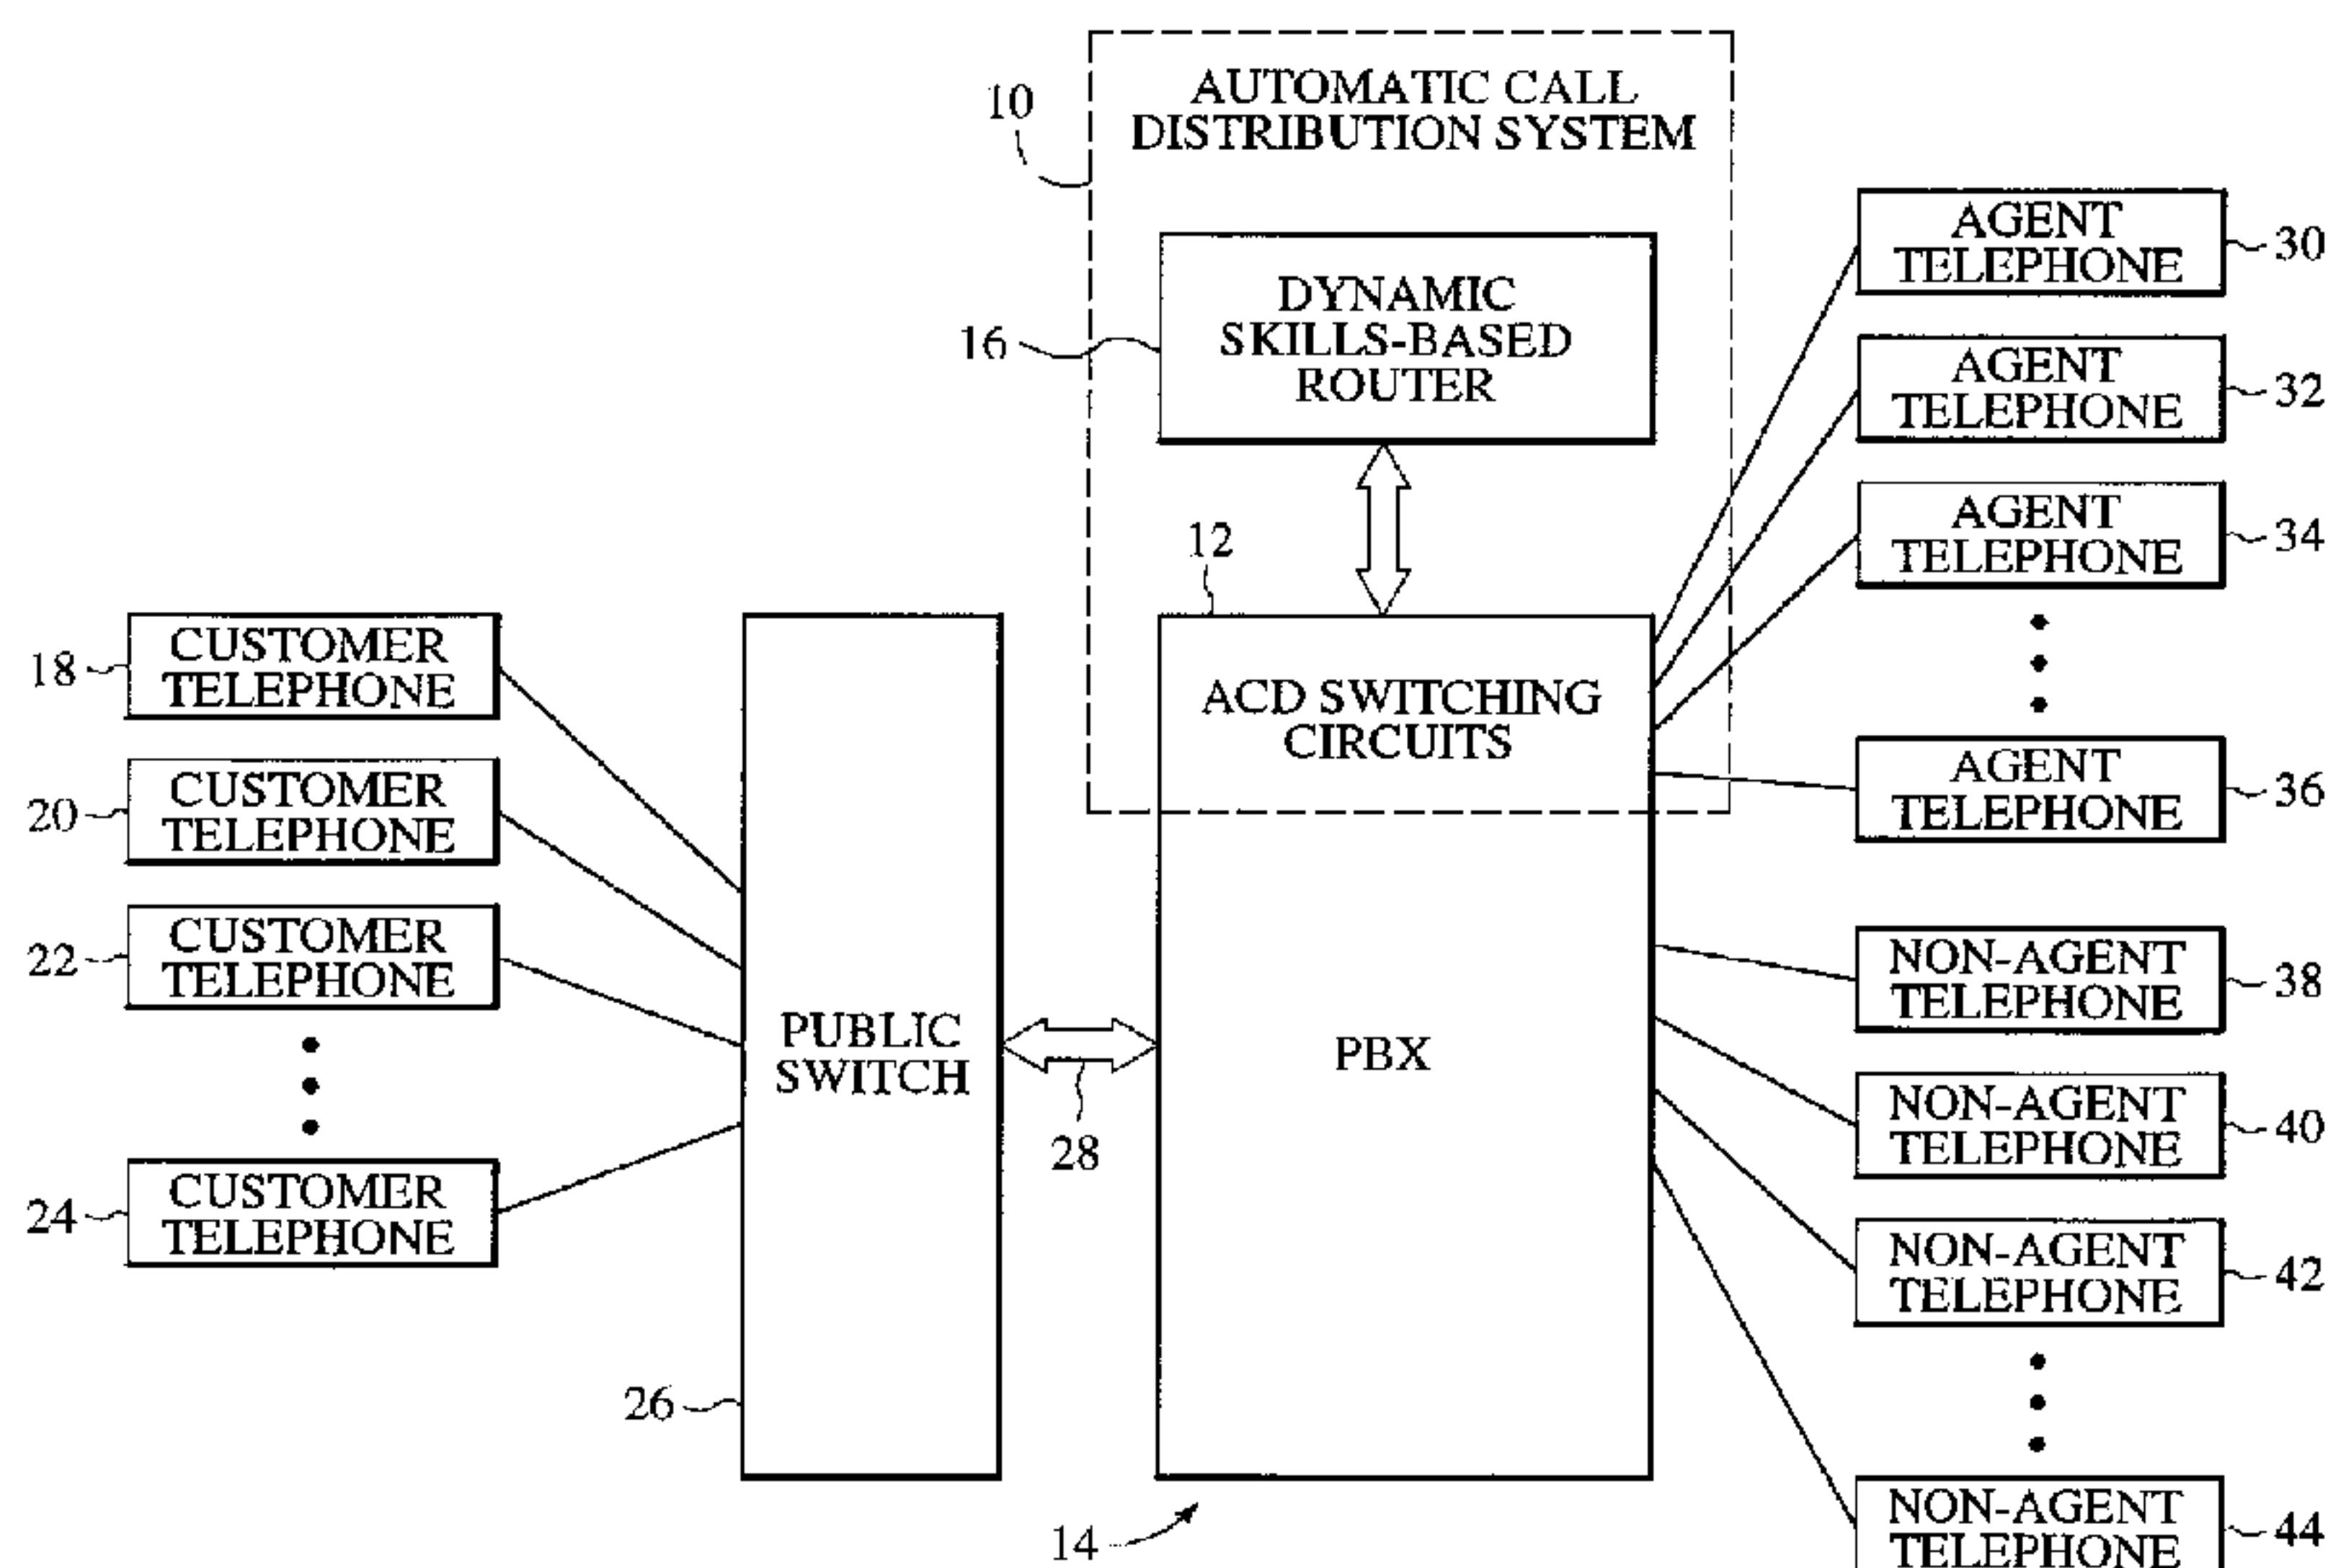 10
AUTOMATIC CALL
DISTRIBUTION SYSTEM
16
DYNAMIC
SKILLS-BASED
ROUTER
12
ACD SWITCHING
CIRCUITS
PBX
14
18
CUSTOMER
TELEPHONE
20
CUSTOMER
TELEPHONE
22
CUSTOMER
TELEPHONE
24
CUSTOMER
TELEPHONE
PUBLIC
SWITCH
26
28
AGENT
TELEPHONE
30
AGENT
TELEPHONE
32
AGENT
TELEPHONE
34
AGENT
TELEPHONE
36
NON-AGENT
TELEPHONE
38
NON-AGENT
TELEPHONE
40
NON-AGENT
TELEPHONE
42
NON-AGENT
TELEPHONE
44